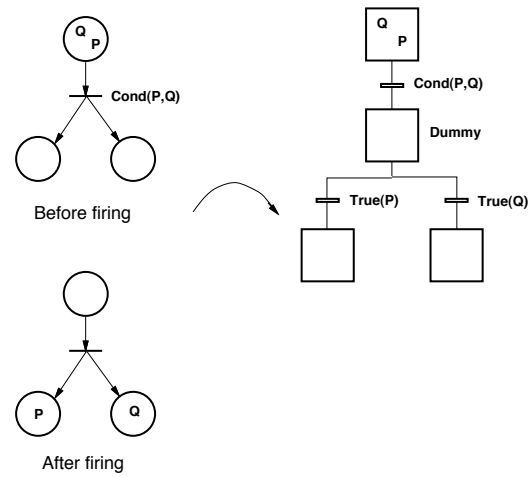 Q
P
Cond(P,Q)
Before firing
P
Q
After firing
Q
P
Cond(P,Q)
Dummy
True(P)
True(Q)